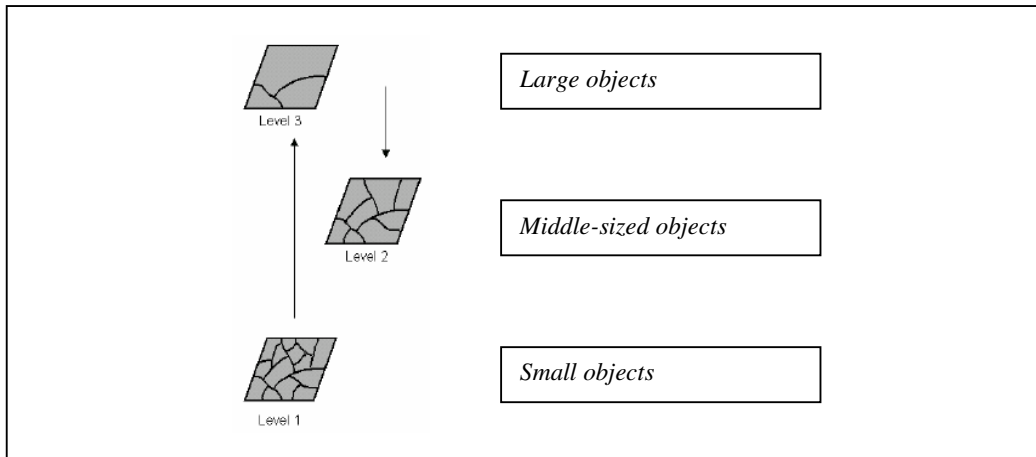 Large objects
Level 3
Middle-sized objects
Level 2
Small objects
Level 1